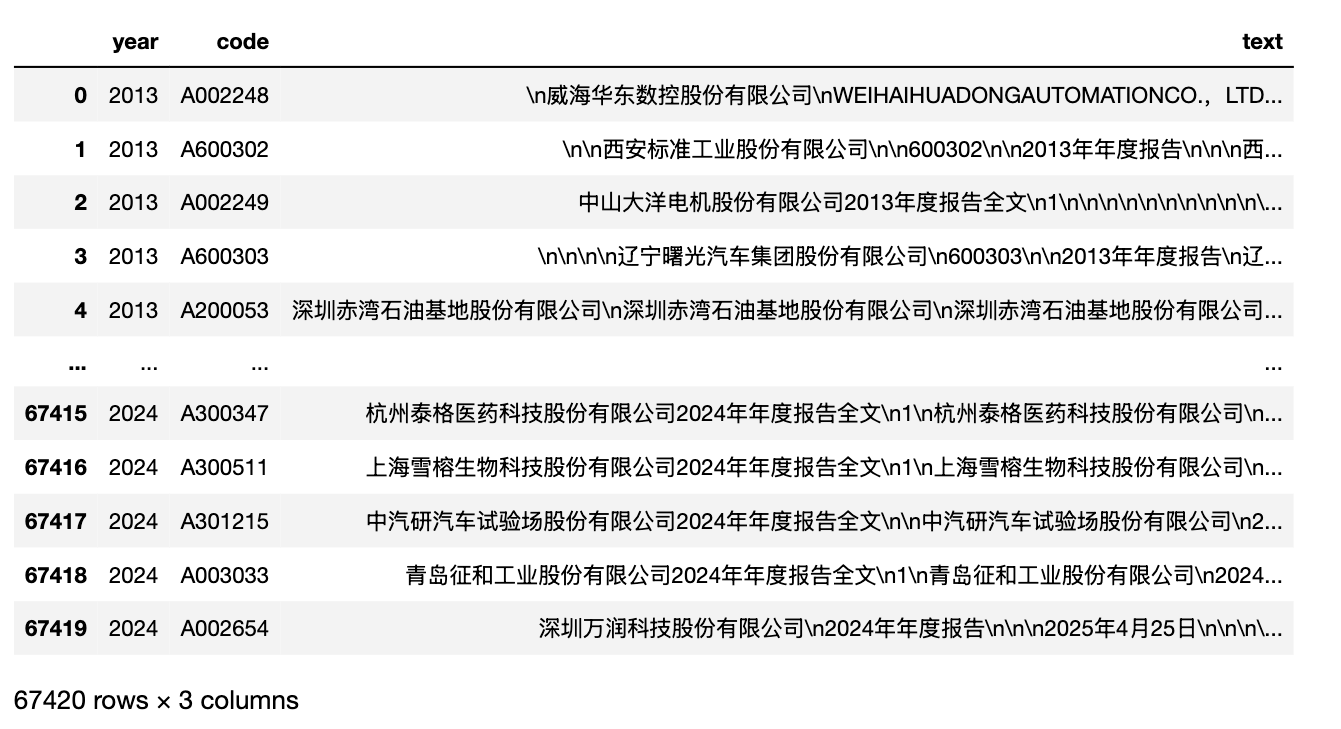 year code text
0 2013 A002248 \n威海华东数控股份有限公司\nWEIHAIHUADONGAUTOMATIONCO.，LTD...
1 2013 A600302 \n\n西安标准工业股份有限公司\n\n600302\n\n2013年年度报告\n\n\n西...
2 2013 A002249 中山大洋电机股份有限公司2013年度报告全文\n1\n\n\n\n\n\n\n\n\n\n\n\...
3 2013 A600303 \n\n\n\n辽宁曙光汽车集团股份有限公司\n600303\n\n2013年年度报告\n辽...
4 2013 A200053 深圳赤湾石油基地股份有限公司\n深圳赤湾石油基地股份有限公司\n深圳赤湾石油基地股份有限公司...
... ... ... ...
67415 2024 A300347 杭州泰格医药科技股份有限公司2024年年度报告全文\n1\n杭州泰格医药科技股份有限公司\n...
67416 2024 A300511 上海雪榕生物科技股份有限公司2024年年度报告全文\n1\n上海雪榕生物科技股份有限公司\n...
67417 2024 A301215 中汽研汽车试验场股份有限公司2024年年度报告全文\n\n中汽研汽车试验场股份有限公司\n2...
67418 2024 A003033 青岛征和工业股份有限公司2024年年度报告全文\n1\n青岛征和工业股份有限公司\n2024...
67419 2024 A002654 深圳万润科技股份有限公司\n2024年年度报告\n\n\n2025年4月25日\n\n\n\...
67420 rows × 3 columns